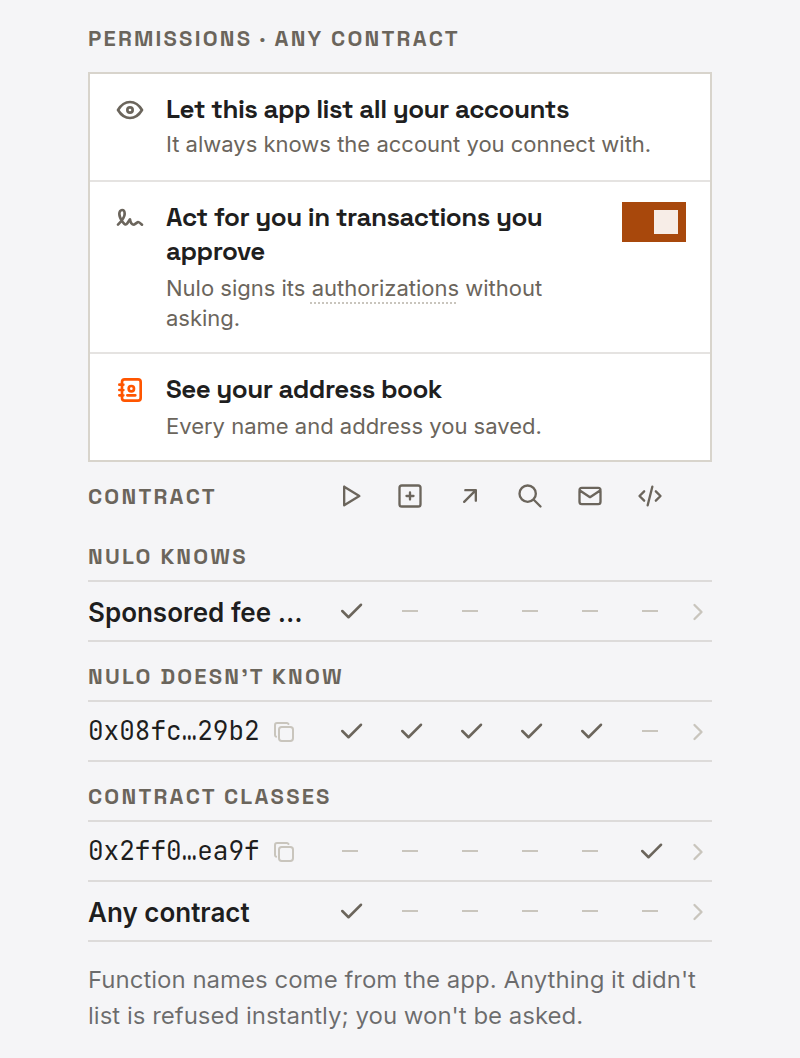 PERMISSIONS · ANY CONTRACT
Let this app list all your accounts
It always knows the account you connect with.
Act for you in transactions you
approve
Nulo signs its authorizations without
asking.
See your address book
Every name and address you saved.
CONTRACT
NULO KNOWS
Sponsored fee ...
NULO DOESN’T KNOW
0x08fc…29b2
CONTRACT CLASSES
0x2ff0…ea9f
Any contract
Function names come from the app. Anything it didn't
list is refused instantly; you won't be asked.